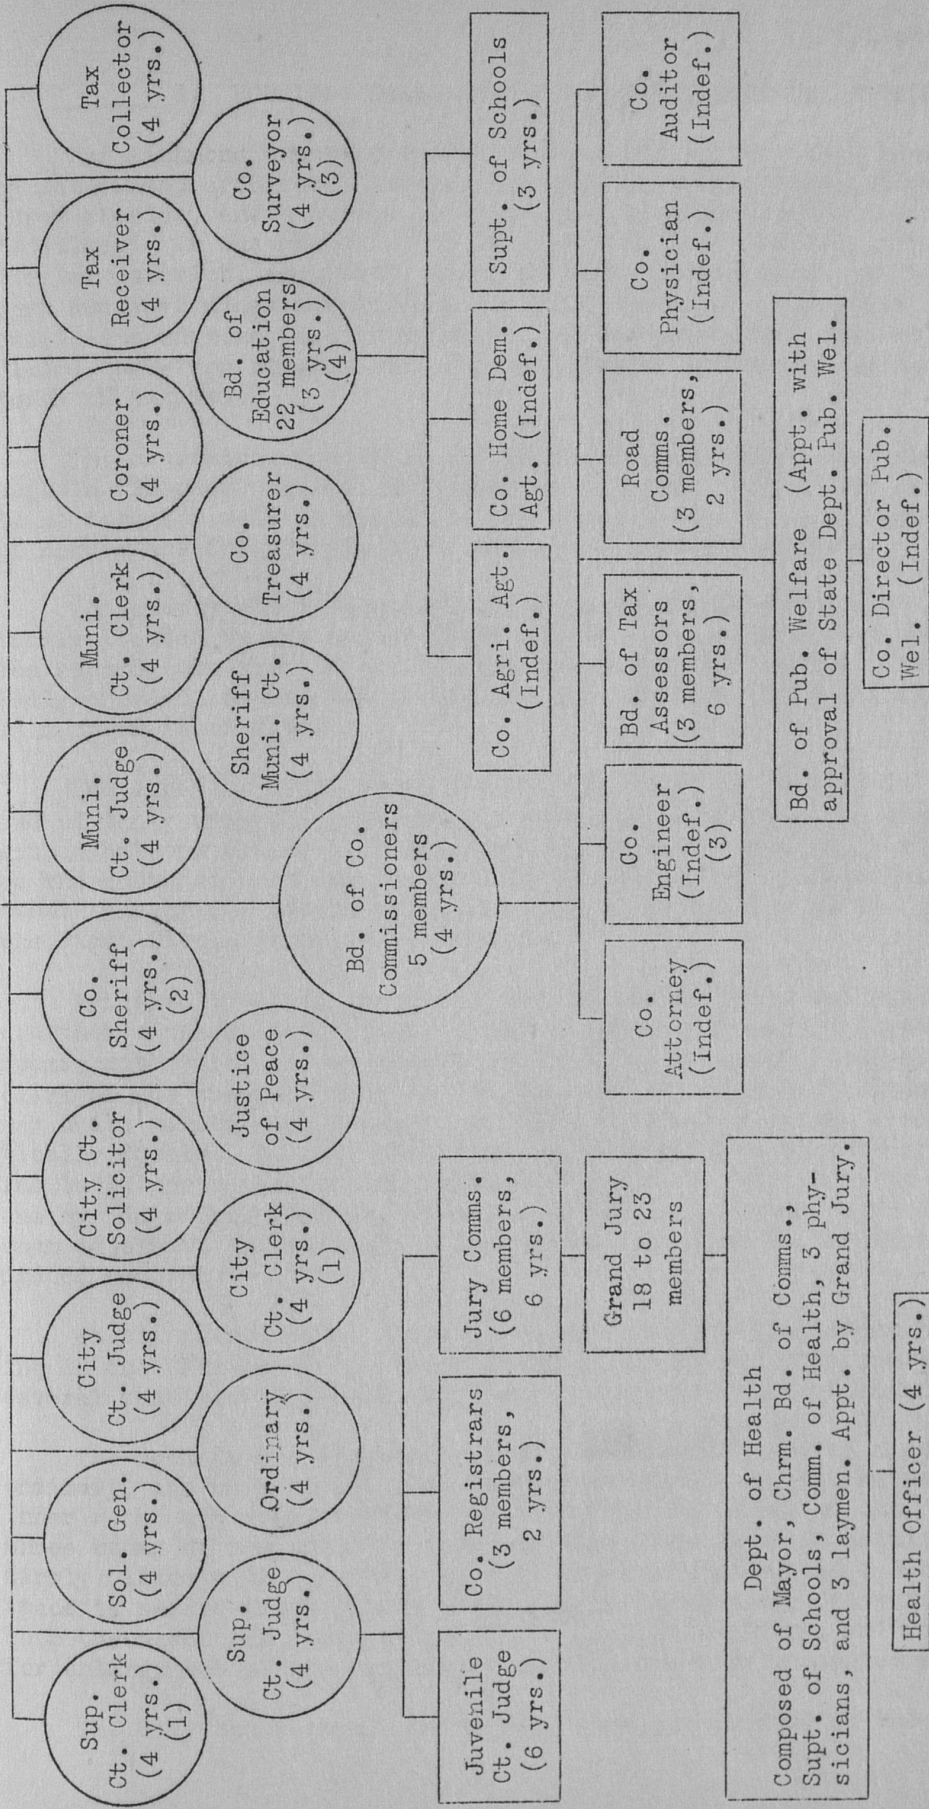 Sup.
Ct. Clerk
(4 yrs.)
(1)
Sol. Gen.
(4 yrs.)
City
Ct. Judge
(4 yrs.)
City Ct.
Solicitor
(4 yrs.)
Co.
Sheriff
(4 yrs.)
(2)
Muni.
Ct. Judge
(4 yrs.)
Muni.
Ct. Clerk
(4 yrs.)
Coroner
(4 yrs.)
Tax
Receiver
(4 yrs.)
Tax
Collector
(4 yrs.)
Sup.
Ct. Judge
(4 yrs.)
Ordinary
(4 yrs.)
City
Ct. Clerk
(4 yrs.)
(1)
Justice
of Peace
(4 yrs.)
Bd. of Co.
Commissioners
5 members
(4 yrs.)
Sheriff
Muni. Ct.
(4 yrs.)
Co.
Treasurer
(4 yrs.)
Bd. of
Education
22 members
(3 yrs.)
(4)
Co.
Surveyor
(4 yrs.)
(3)
Juvenile
Ct. Judge
(6 yrs.)
Co. Registrars
(3 members,
2 yrs.)
Jury Comms.
(6 members,
6 yrs.)
Co. Agri. Agt.
(Indef.)
Co. Home Dem.
Agt. (Indef.)
Supt. of Schools
(3 yrs.)
Grand Jury
18 to 23
members
Co.
Attorney
(Indef.)
Co.
Engineer
(Indef.)
(3)
Bd. of Tax
Assessors
(3 members,
6 yrs.)
Road
Comms.
(3 members,
2 yrs.)
Co.
Physician
(Indef.)
Co.
Auditor
(Indef.)
Dept. of Health
Composed of Mayor, Chrm. Bd. of Comms.,
Supt. of Schools, Comm. of Health, 3 phy-
sicians, and 3 laymen. Appt. by Grand Jury.
Bd. of Pub. Welfare (Appt. with
approval of State Dept. Pub. Wel.
Health Officer (4 yrs.)
Co. Director Pub.
Wel. (Indef.)